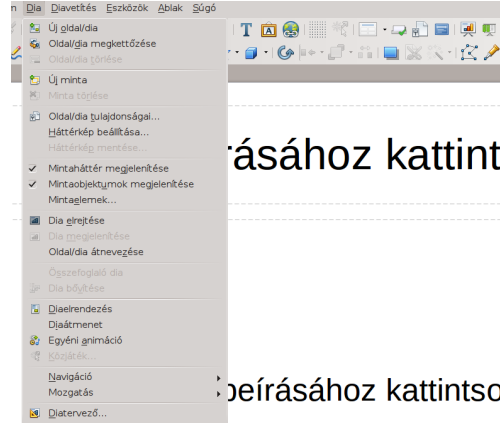 Dia Diavetítés Eszközök Ablak Súgó
Új oldal/dia
Oldal/dia megkettőzése
Oldal/dia törlése
Új minta
Minta törlése
Oldal/dia tulajdonságai...
Háttérkép beállítása...
Háttérkép mentése...
Mintaháttér megjelenítése
Mintaobjektumok megjelenítése
Mintaelemek...
Dia elrejtése
Dia megjelenítése
Oldal/dia átnevezése
Összefoglaló dia
Dia bővítése
Diaelrendezés
Diaátmenet
Egyéni animáció
Közjáték...
Navigáció
Mozgatás
Diatervező...
rásához kattint
beírásához kattintso